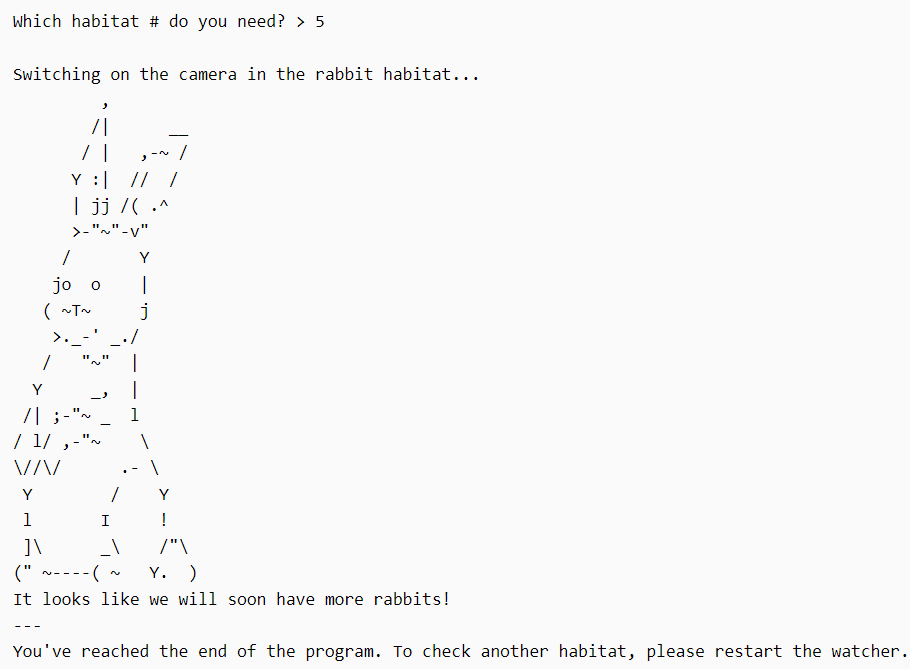 Which habitat # do you need? > 5

Switching on the camera in the rabbit habitat...
         ,
        /|      __
       / |   ,-~ /
      Y :|  //  /
      | jj /( .^
      >-"~"-v"
     /       Y
    jo  o    |
   ( ~T~     j
    >._-' _./
   /   "~"  |
  Y     _,  |
 /| ;-"~ _  l
/ l/ ,-"~    \
\//\/      .- \
 Y        /    Y
 l       I     !
 ]\      _\    /"\
(" ~----( ~   Y.  )
It looks like we will soon have more rabbits!
---
You've reached the end of the program. To check another habitat, please restart the watcher.